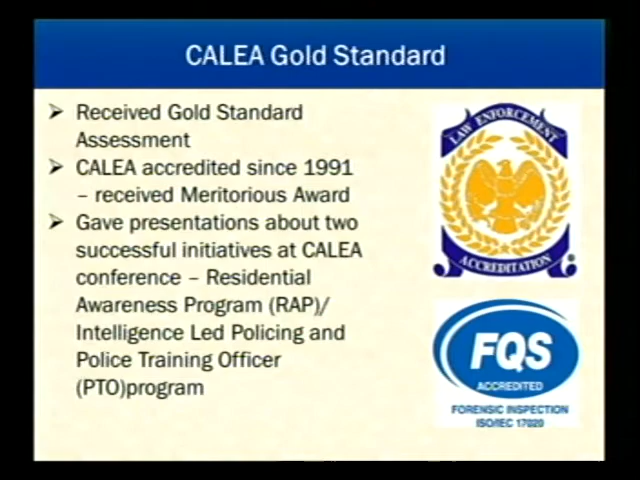 CALEA Gold Standard
➤ Received Gold Standard
Assessment
➤ CALEA accredited since 1991
– received Meritorious Award
➤ Gave presentations about two
successful initiatives at CALEA
conference – Residential
Awareness Program (RAP)/
Intelligence Led Policing and
Police Training Officer
(PTO)program
LAW ENFORCEMENT
ACCREDITATION
FQS
ACCREDITED
FORENSIC INSPECTION
ISO/IEC 17020